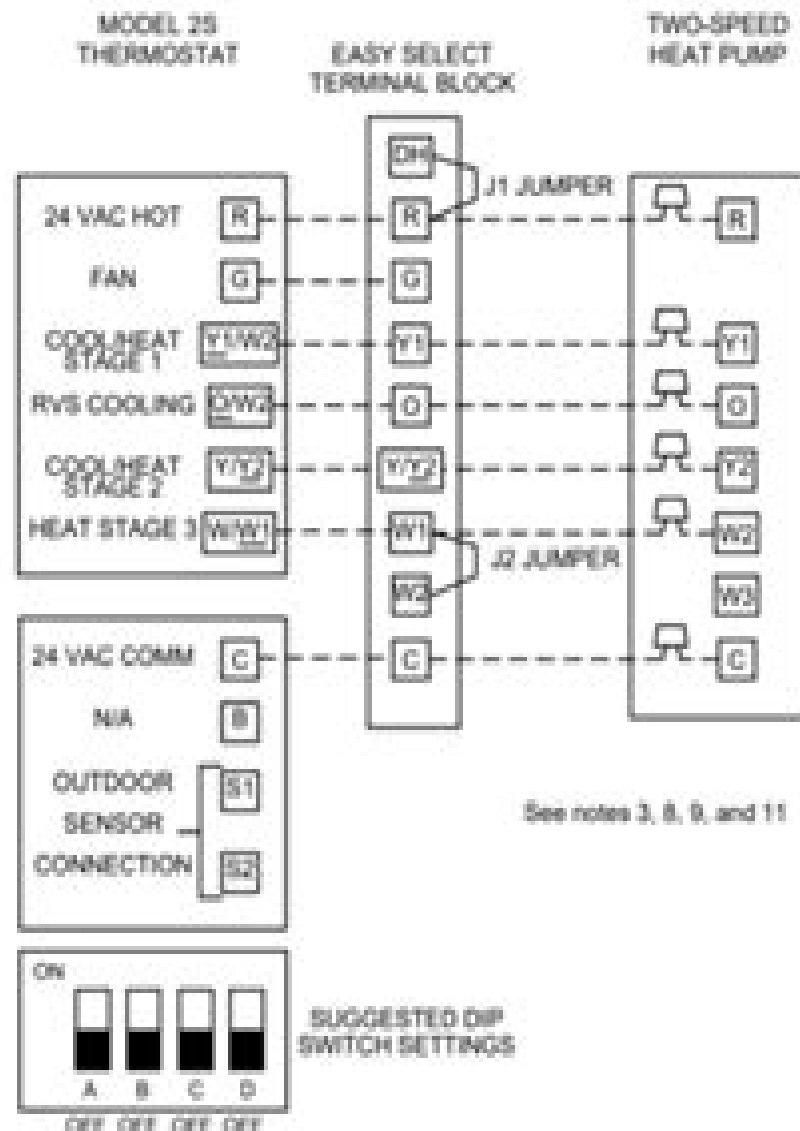 MODEL 2S
THERMOSTAT
EASY SELECT
TERMINAL BLOCK
TWO-SPEED
HEAT PUMP
DH
J1 JUMPER
24 VAC HOT R R R
FAN G G
COOL/HEAT
STAGE 1 Y1/W2 Y1 Y1
RVS COOLING O/W2 O O
COOL/HEAT
STAGE 2 Y/Y2 Y/Y2 Y2
HEAT STAGE 3 W/W1 W1 W2
J2 JUMPER
W2 W3
24 VAC COMM C C C
N/A B
OUTDOOR S1
SENSOR
CONNECTION S2
See notes 3, 8, 9, and 11
ON
SUGGESTED DIP
SWITCH SETTINGS
A B C D
OFF OFF OFF OFF